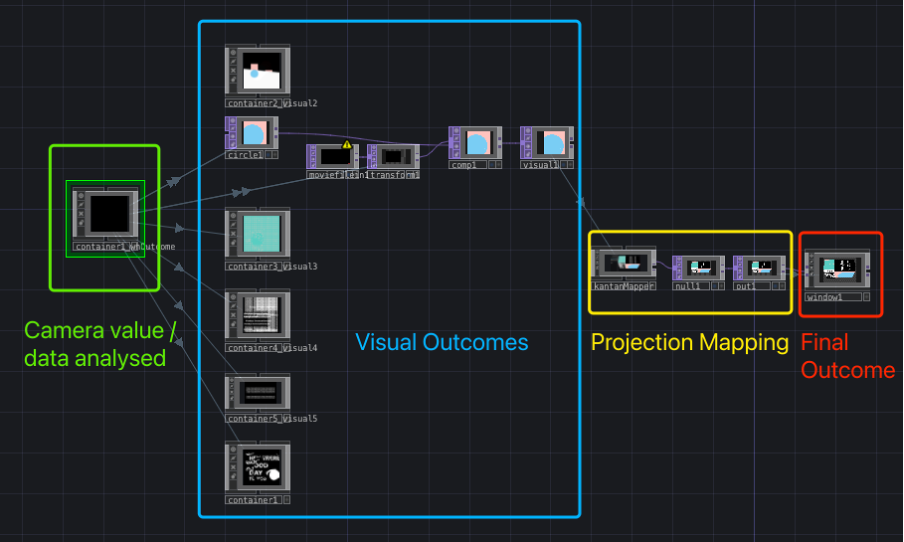 container2_visual2
circle1
moviefilein1
transform1
comp1
visual1
container3_visual3
container4_visual4
container5_visual5
container1
kantanMapper
null1
out1
window1
Camera value /
data analysed
Visual Outcomes
Projection Mapping
Final
Outcome